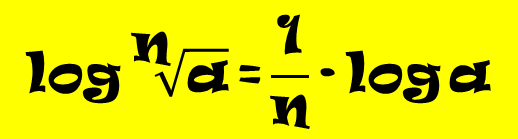 log ⁿ√a = 1/n · log a